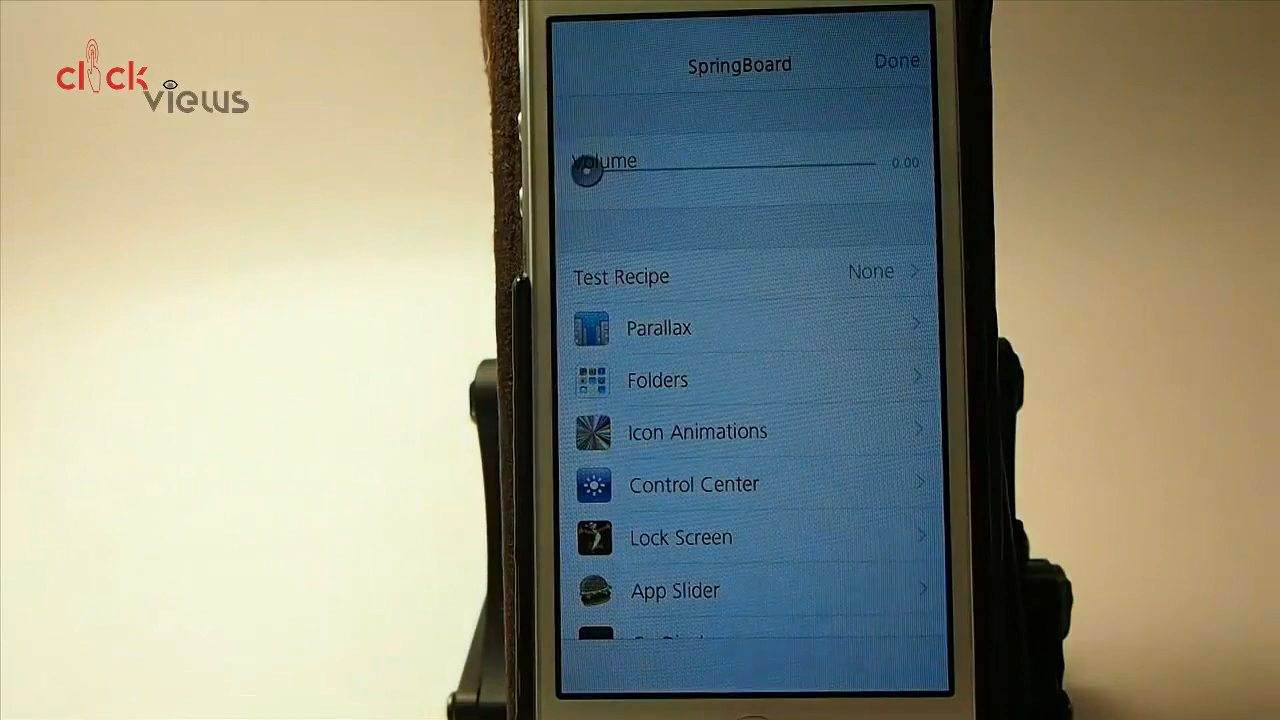 click
views
SpringBoard
Done
Volume
0.00
Test Recipe
None
Parallax
Folders
Icon Animations
Control Center
Lock Screen
App Slider